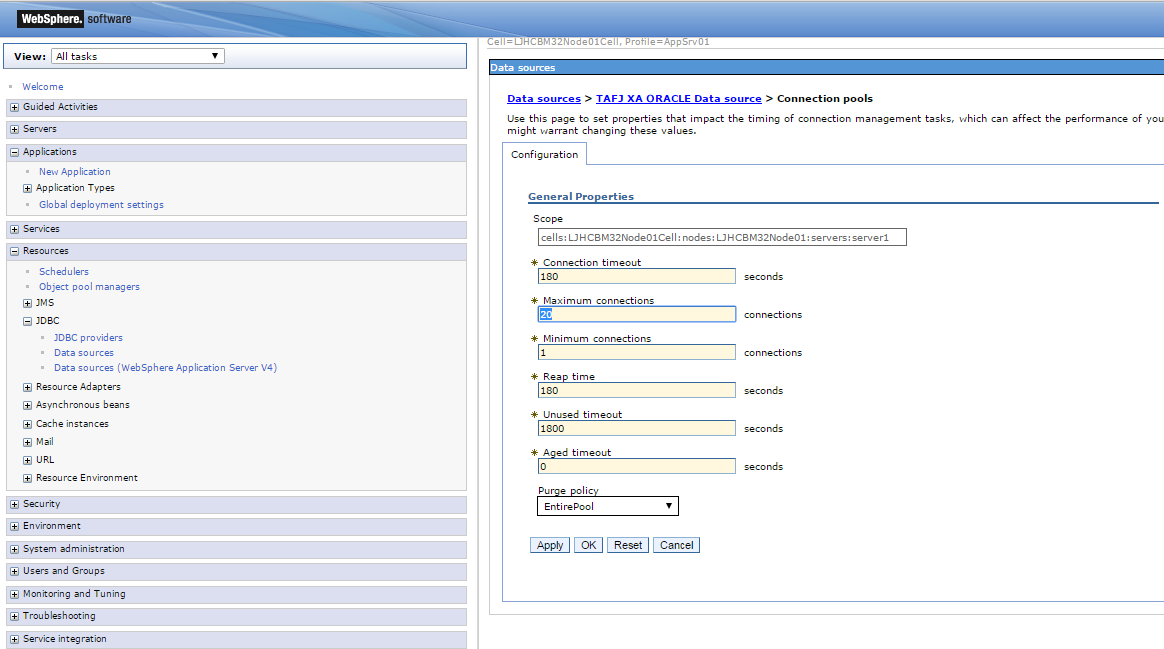 WebSphere. software
View: All tasks
Welcome
Guided Activities
Servers
Applications
New Application
Application Types
Global deployment settings
Services
Resources
Schedulers
Object pool managers
JMS
JDBC
JDBC providers
Data sources
Data sources (WebSphere Application Server V4)
Resource Adapters
Asynchronous beans
Cache instances
Mail
URL
Resource Environment
Security
Environment
System administration
Users and Groups
Monitoring and Tuning
Troubleshooting
Service integration
Cell=LJHCBM32Node01Cell, Profile=AppSrv01
Data sources
Data sources > TAFJ XA ORACLE Data source > Connection pools
Use this page to set properties that impact the timing of connection management tasks, which can affect the performance of you
might warrant changing these values.
Configuration
General Properties
Scope
cells:LJHCBM32Node01Cell:nodes:LJHCBM32Node01:servers:server1
* Connection timeout
180 seconds
* Maximum connections
20 connections
* Minimum connections
1 connections
* Reap time
180 seconds
* Unused timeout
1800 seconds
* Aged timeout
0 seconds
Purge policy
EntirePool
Apply OK Reset Cancel